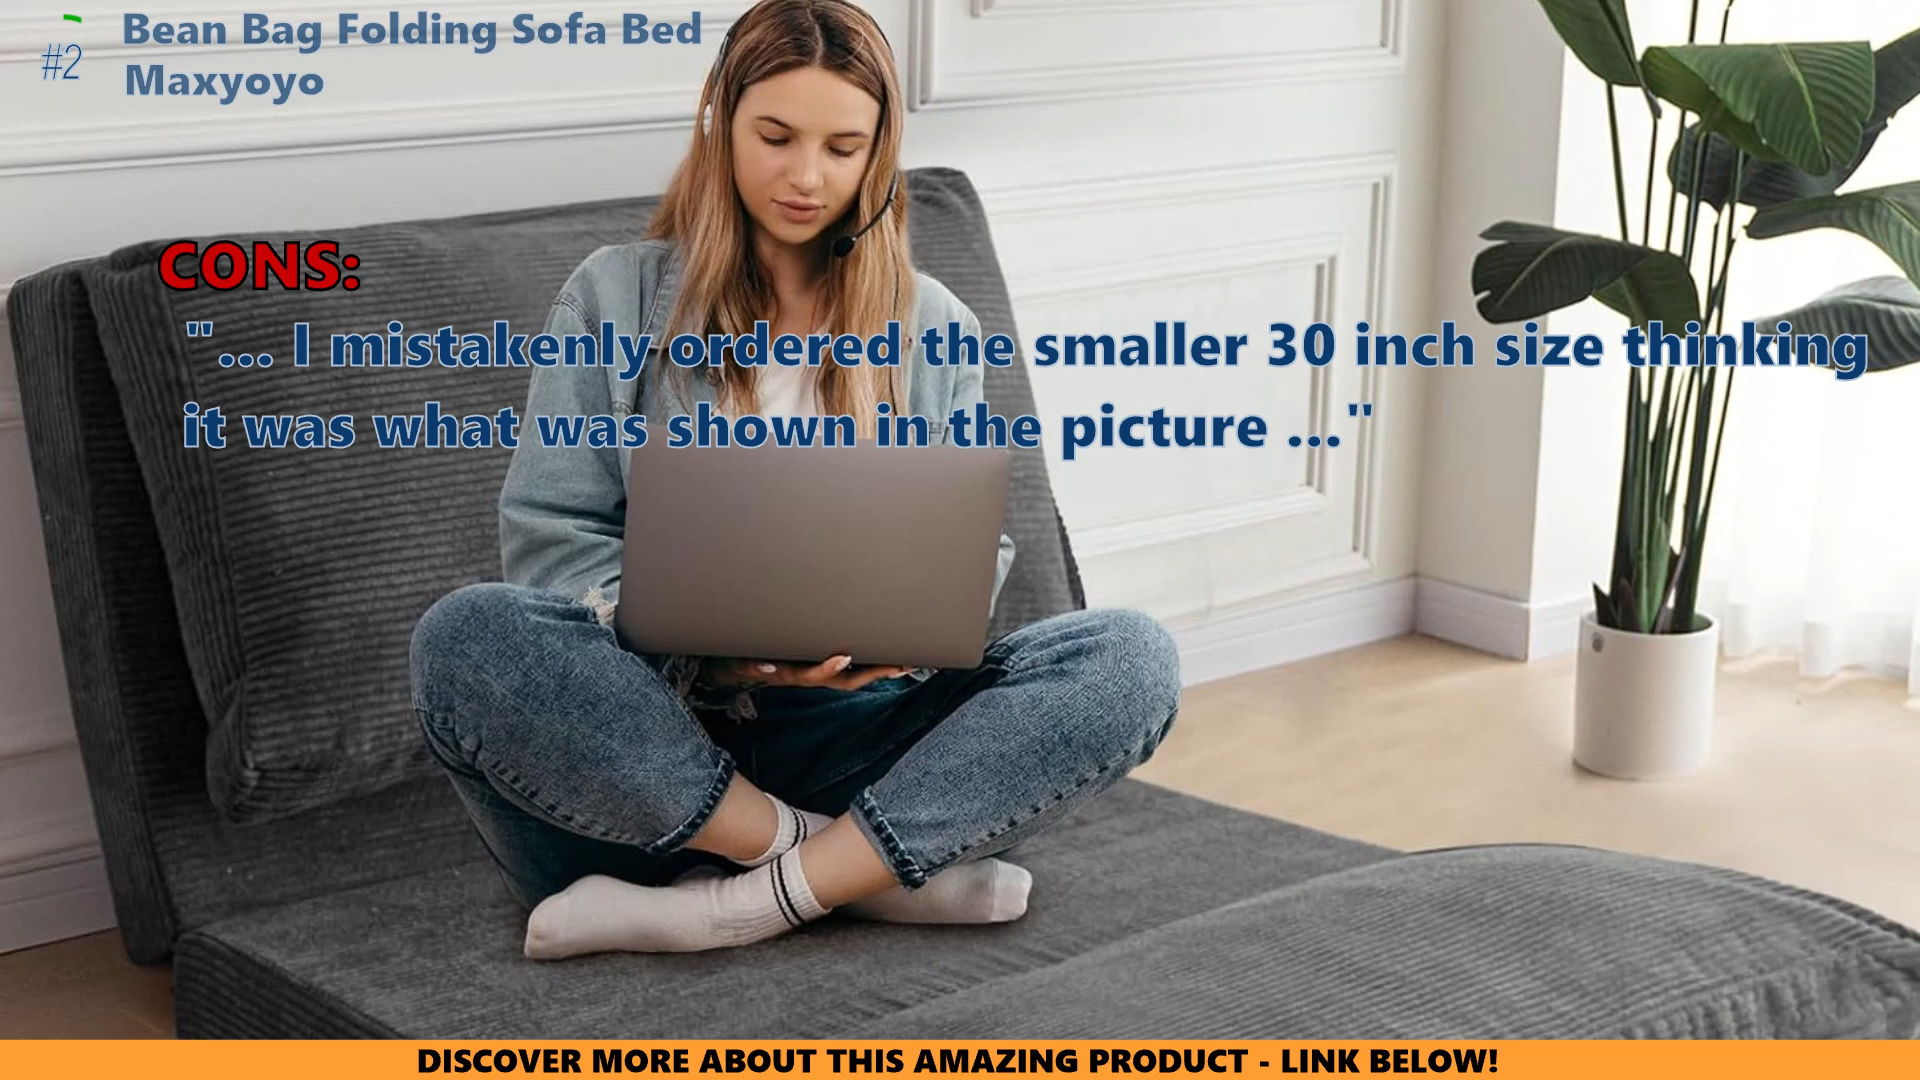 Bean Bag Folding Sofa Bed
#2
Maxyoyo
CONS:
"... I mistakenly ordered the smaller 30 inch size thinking
it was what was shown in the picture ..."
DISCOVER MORE ABOUT THIS AMAZING PRODUCT - LINK BELOW!